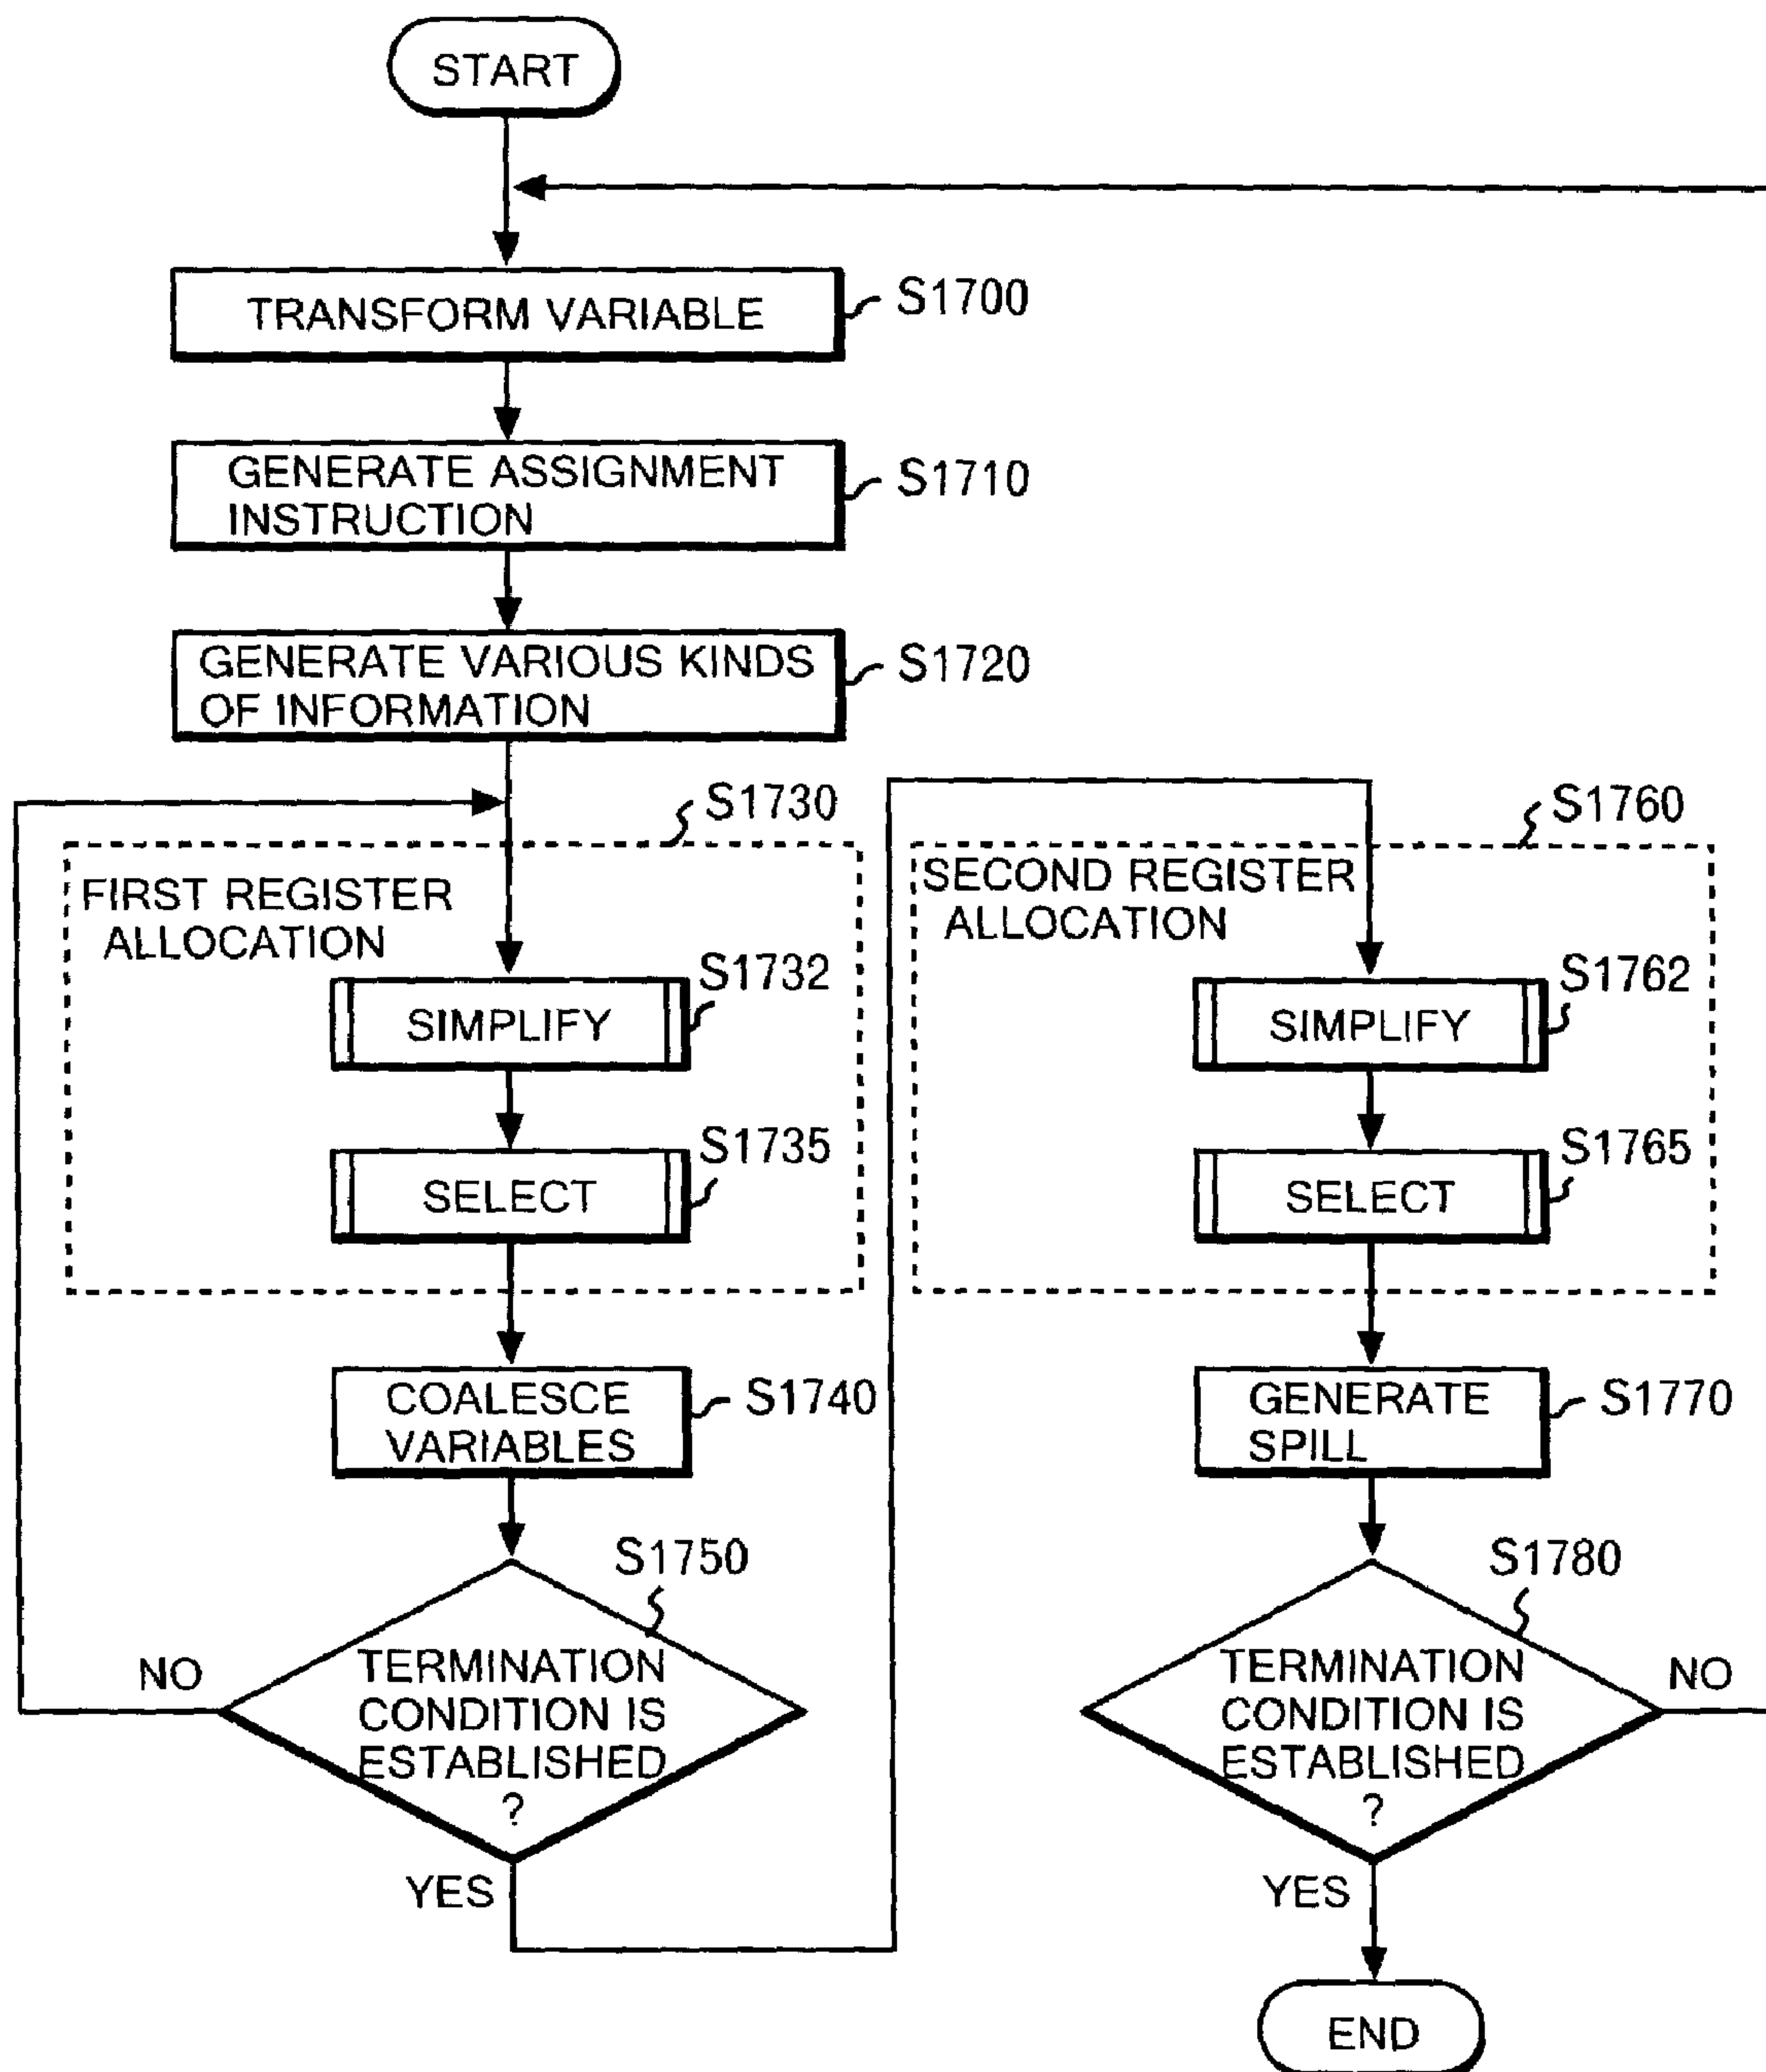 START
TRANSFORM VARIABLE
S1700
GENERATE ASSIGNMENT
INSTRUCTION
S1710
GENERATE VARIOUS KINDS
OF INFORMATION
S1720
S1730
FIRST REGISTER
ALLOCATION
S1732
SIMPLIFY
S1735
SELECT
COALESCE
VARIABLES
S1740
S1750
TERMINATION
CONDITION IS
ESTABLISHED
?
NO
YES
S1760
SECOND REGISTER
ALLOCATION
S1762
SIMPLIFY
S1765
SELECT
GENERATE
SPILL
S1770
S1780
TERMINATION
CONDITION IS
ESTABLISHED
?
NO
YES
END